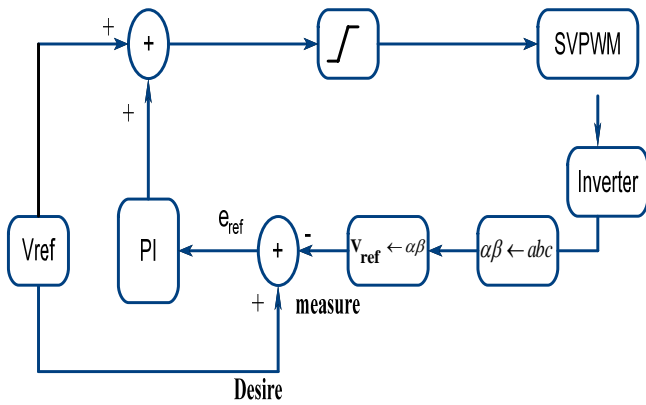 +
+
SVPWM
+
Inverter
e_ref
Vref
PI
+
-
v_ref ← αβ
αβ ← abc
+
measure
Desire